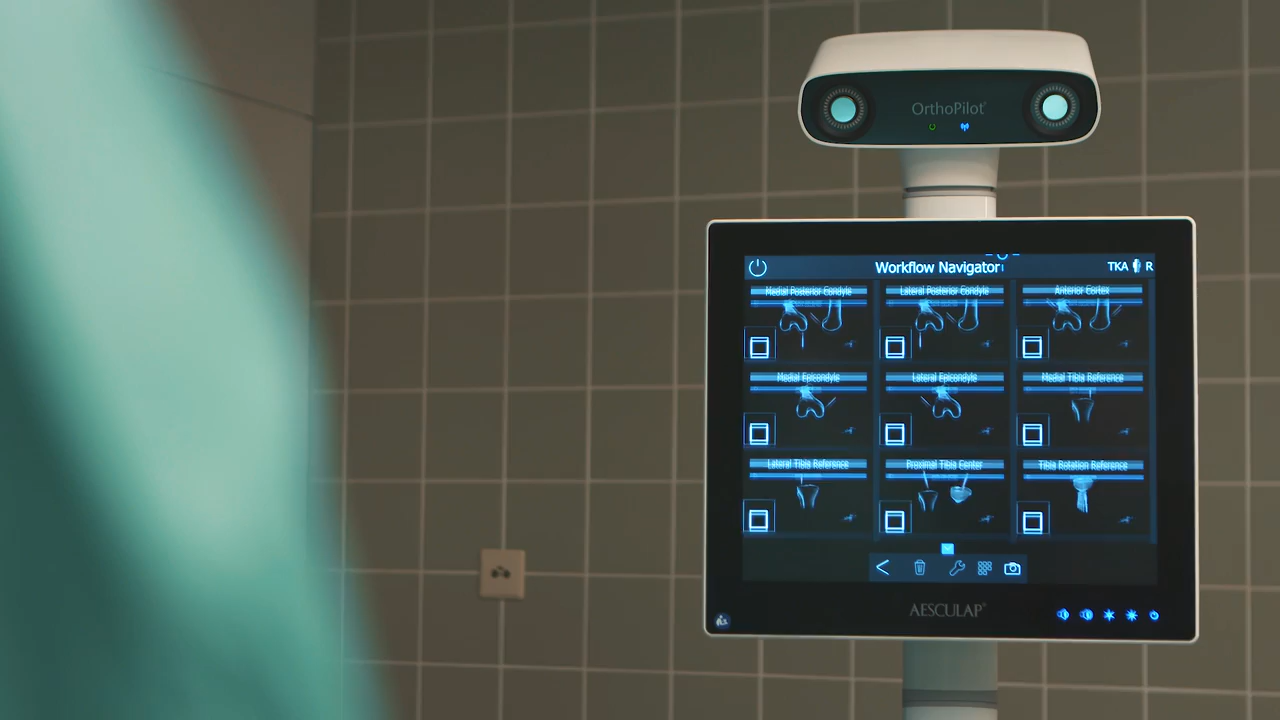 OrthoPilot®
Workflow Navigator
TKA R
Medial Posterior Condyle
Lateral Posterior Condyle
Anterior Cortex
Medial Epicondyle
Lateral Epicondyle
Medial Tibia Reference
Lateral Tibia Reference
Proximal Tibia Center
Tibia Rotation Reference
AESCULAP®